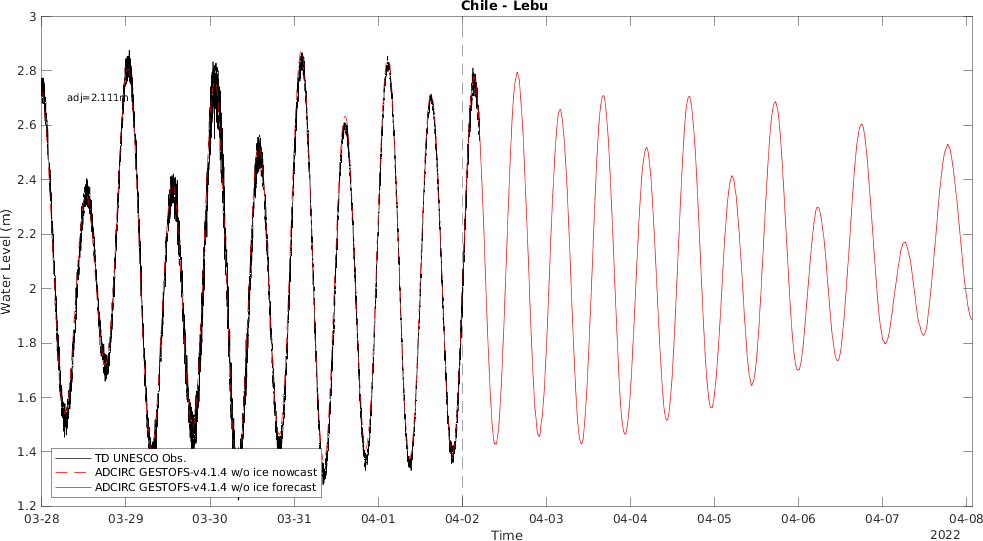 Chile - Lebu
3
2.8
2.6
2.4
2.2
2
1.8
1.6
1.4
1.2
Water Level (m)
adj=2.111m
TD UNESCO Obs.
ADCIRC GESTOFS-v4.1.4 w/o ice nowcast
ADCIRC GESTOFS-v4.1.4 w/o ice forecast
03-28 03-29 03-30 03-31 04-01 04-02 04-03 04-04 04-05 04-06 04-07 04-08
Time
2022